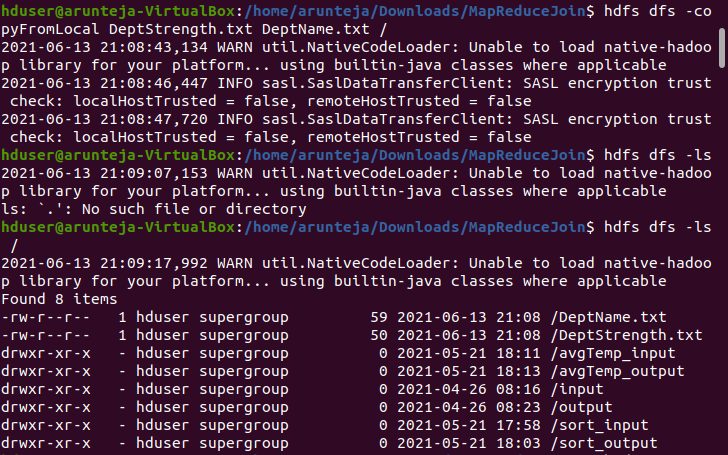 hduser@arunteja-VirtualBox:/home/arunteja/Downloads/MapReduceJoin$ hdfs dfs -co
pyFromLocal DeptStrength.txt DeptName.txt /
2021-06-13 21:08:43,134 WARN util.NativeCodeLoader: Unable to load native-hadoo
p library for your platform... using builtin-java classes where applicable
2021-06-13 21:08:46,447 INFO sasl.SaslDataTransferClient: SASL encryption trust
 check: localHostTrusted = false, remoteHostTrusted = false
2021-06-13 21:08:47,720 INFO sasl.SaslDataTransferClient: SASL encryption trust
 check: localHostTrusted = false, remoteHostTrusted = false
hduser@arunteja-VirtualBox:/home/arunteja/Downloads/MapReduceJoin$ hdfs dfs -ls
2021-06-13 21:09:07,153 WARN util.NativeCodeLoader: Unable to load native-hadoo
p library for your platform... using builtin-java classes where applicable
ls: `.': No such file or directory
hduser@arunteja-VirtualBox:/home/arunteja/Downloads/MapReduceJoin$ hdfs dfs -ls
 /
2021-06-13 21:09:17,992 WARN util.NativeCodeLoader: Unable to load native-hadoo
p library for your platform... using builtin-java classes where applicable
Found 8 items
-rw-r--r--   1 hduser supergroup         59 2021-06-13 21:08 /DeptName.txt
-rw-r--r--   1 hduser supergroup         50 2021-06-13 21:08 /DeptStrength.txt
drwxr-xr-x   - hduser supergroup          0 2021-05-21 18:11 /avgTemp_input
drwxr-xr-x   - hduser supergroup          0 2021-05-21 18:13 /avgTemp_output
drwxr-xr-x   - hduser supergroup          0 2021-04-26 08:16 /input
drwxr-xr-x   - hduser supergroup          0 2021-04-26 08:23 /output
drwxr-xr-x   - hduser supergroup          0 2021-05-21 17:58 /sort_input
drwxr-xr-x   - hduser supergroup          0 2021-05-21 18:03 /sort_output